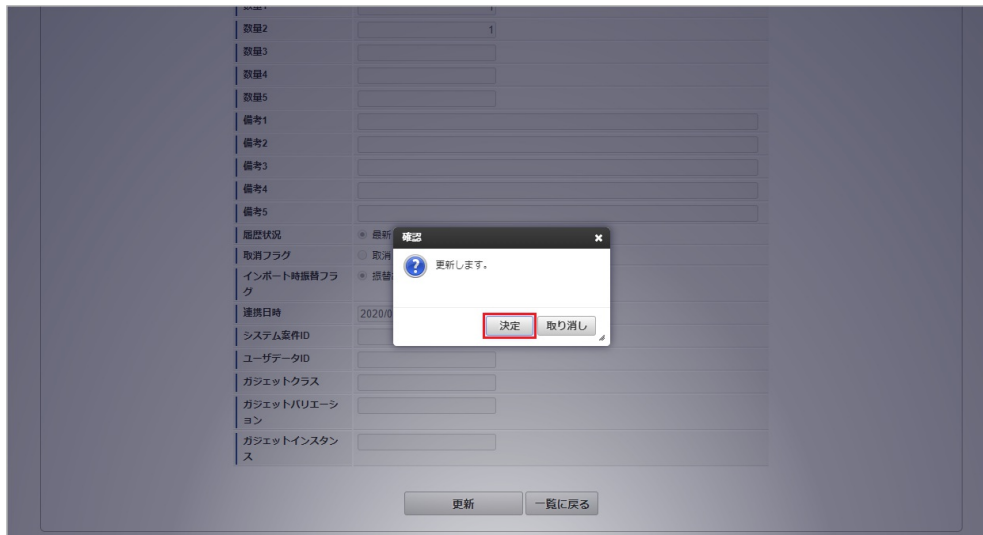 数量1 1
数量2 1
数量3
数量4
数量5
備考1
備考2
備考3
備考4
備考5
履歴状況 最新
取消フラグ 取消
インポート時振替フラ 振替
グ
連携日時 2020/0
システム案件ID
ユーザデータID
ガジェットクラス
ガジェットバリエーシ
ョン
ガジェットインスタン
ス
確認
更新します。
決定 取り消し
更新 一覧に戻る